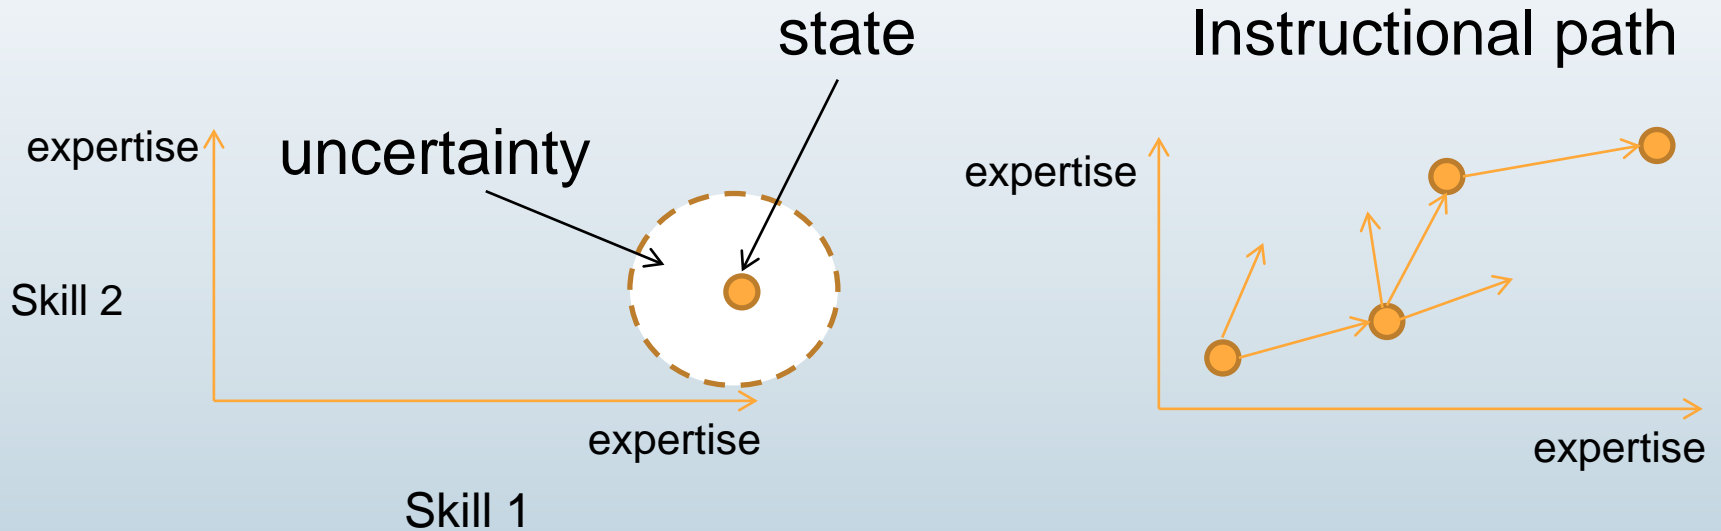 state
Instructional path
expertise
uncertainty
expertise
Skill 2
expertise
expertise
Skill 1